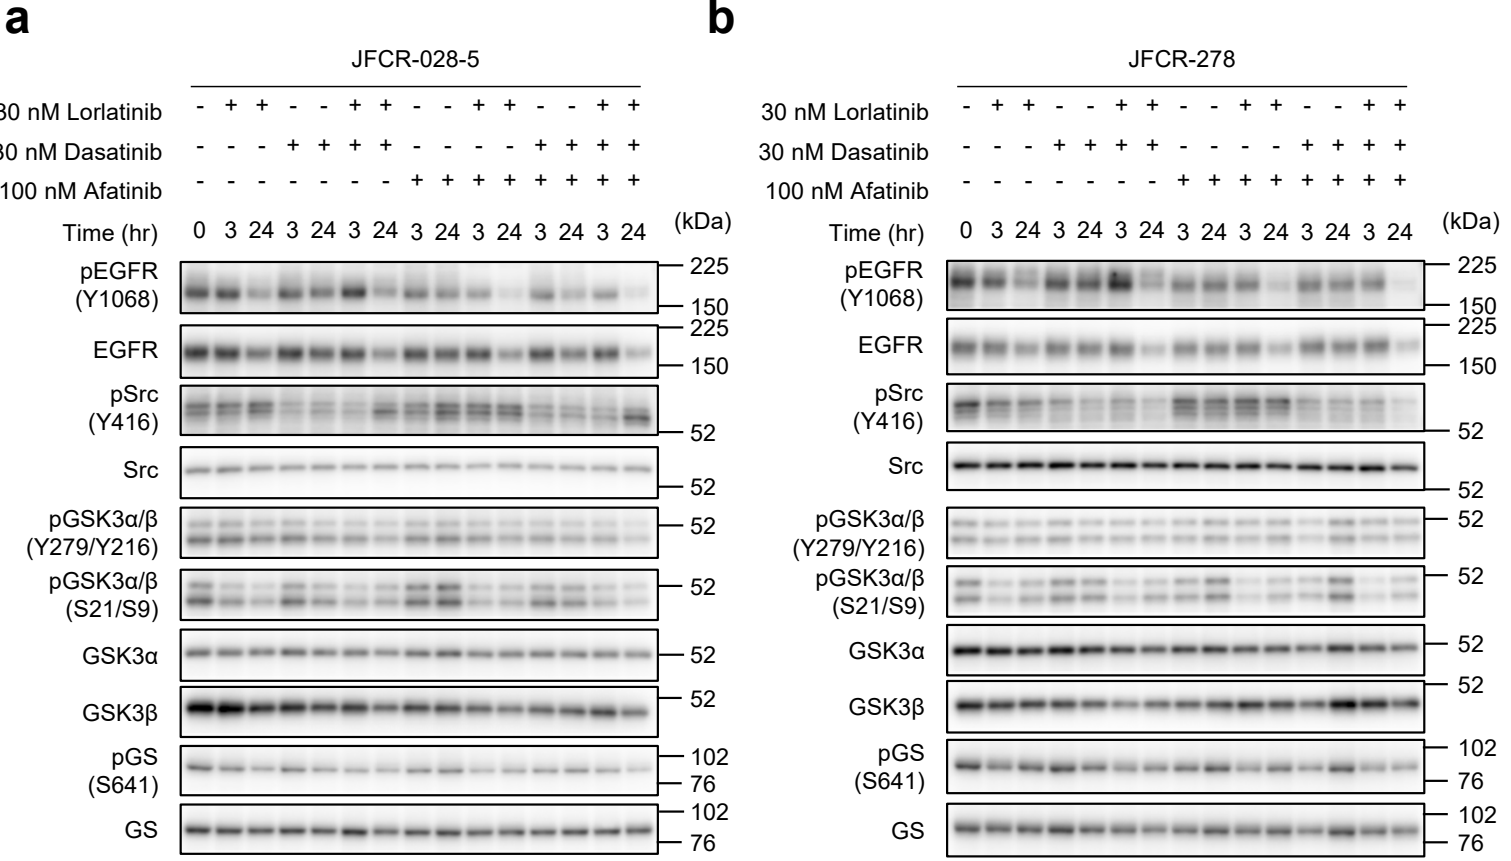 a
JFCR-028-5
30 nM Lorlatinib - + + - - + + - - + + - - + +
30 nM Dasatinib - - - + + + + - - - - + + + +
100 nM Afatinib - - - - - - - + + + + + + + +
Time (hr) 0 3 24 3 24 3 24 3 24 3 24 3 24 3 24 (kDa)
pEGFR
(Y1068)
225
150
EGFR
225
150
pSrc
(Y416)
52
Src
52
pGSK3α/β
(Y279/Y216)
52
pGSK3α/β
(S21/S9)
52
GSK3α
52
GSK3β
52
pGS
(S641)
102
76
GS
102
76
b
JFCR-278
30 nM Lorlatinib - + + - - + + - - + + - - + +
30 nM Dasatinib - - - + + + + - - - - + + + +
100 nM Afatinib - - - - - - - + + + + + + + +
Time (hr) 0 3 24 3 24 3 24 3 24 3 24 3 24 3 24 (kDa)
pEGFR
(Y1068)
225
150
EGFR
225
150
pSrc
(Y416)
52
Src
52
pGSK3α/β
(Y279/Y216)
52
pGSK3α/β
(S21/S9)
52
GSK3α
52
GSK3β
52
pGS
(S641)
102
76
GS
102
76